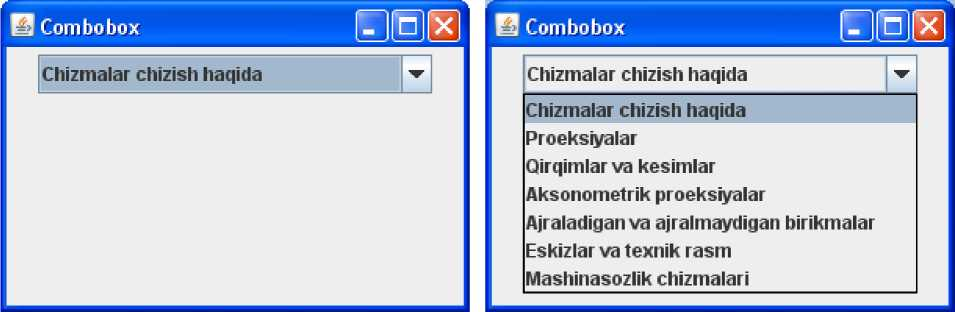 Combobox
Chizmalar chizish haqida
Combobox
Chizmalar chizish haqida
Chizmalar chizish haqida
Proeksiyalar
Qirqimlar va kesimlar
Aksonometrik proeksiyalar
Ajraladigan va ajralmaydigan birikmalar
Eskizlar va texnik rasm
Mashinasozlik chizmalari